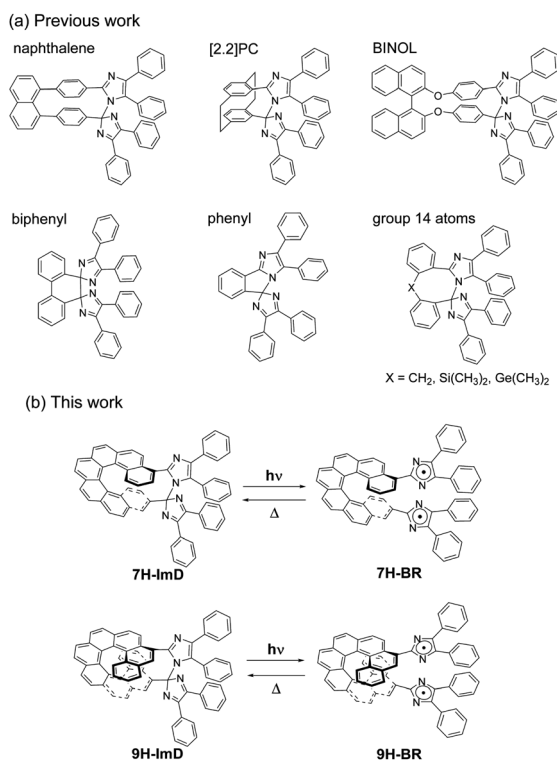 (a) Previous work
naphthalene
[2.2]PC
BINOL
N
N
N
N
N
N
N
N
O
O
N
N
N
N
biphenyl
phenyl
group 14 atoms
N
N
N
N
N
N
N
N
X
N
N
N
N
X = CH2, Si(CH3)2, Ge(CH3)2
(b) This work
N
N
N
N
hν
Δ
N
N
N
N
7H-ImD
7H-BR
N
N
N
N
hν
Δ
N
N
N
N
9H-ImD
9H-BR